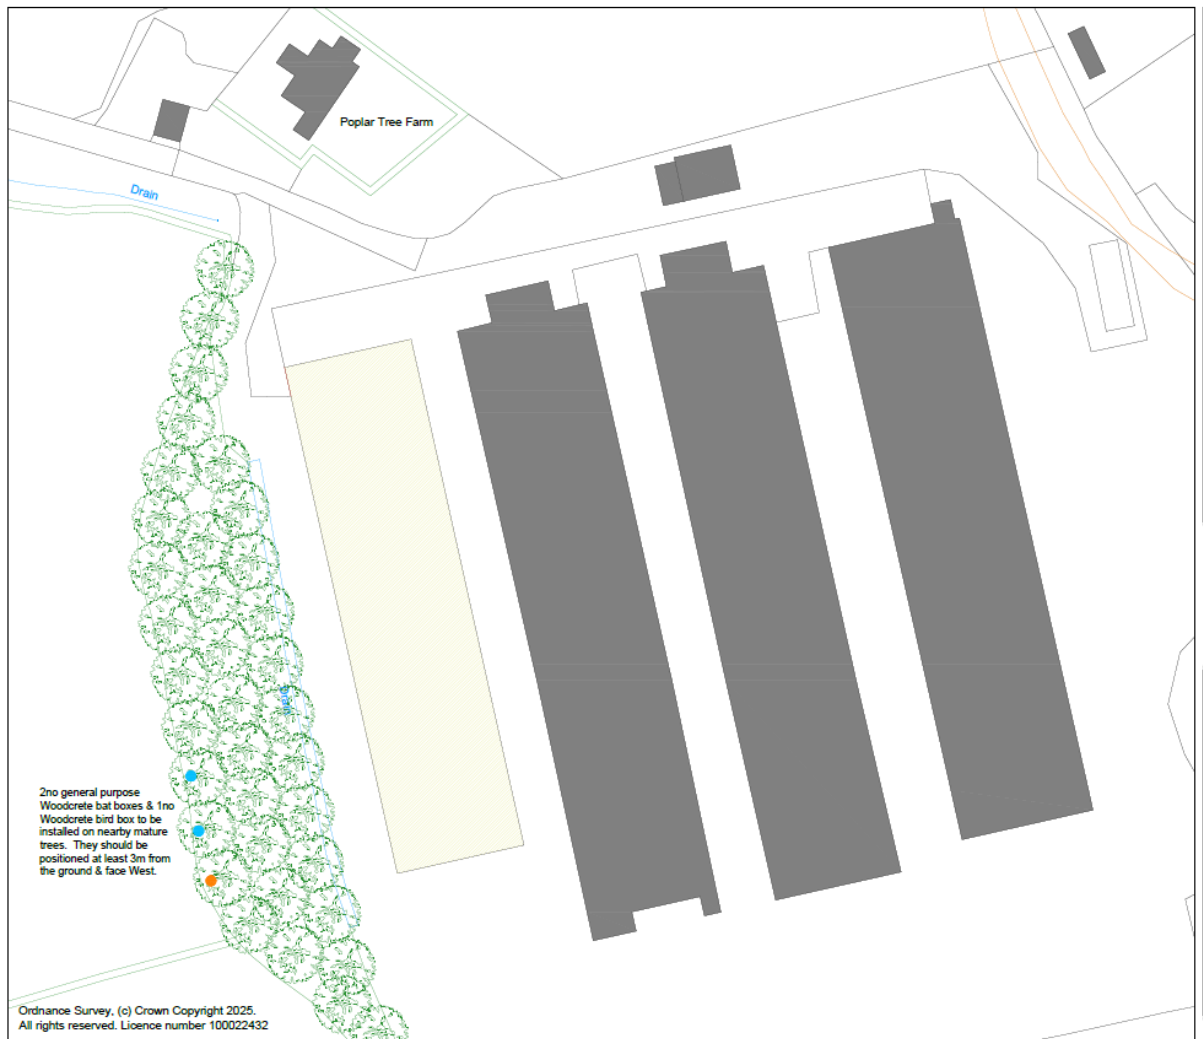 Poplar Tree Farm
Drain
Drain
2no general purpose
Woodcrete bat boxes & 1no
Woodcrete bird box to be
installed on nearby mature
trees. They should be
positioned at least 3m from
the ground & face West.
Ordnance Survey, (c) Crown Copyright 2025.
All rights reserved. Licence number 100022432